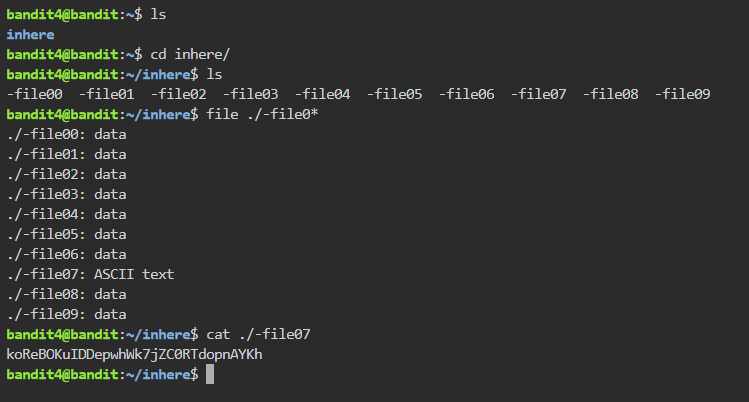 bandit4@bandit:~$ ls
inhere
bandit4@bandit:~$ cd inhere/
bandit4@bandit:~/inhere$ ls
-file00  -file01  -file02  -file03  -file04  -file05  -file06  -file07  -file08  -file09
bandit4@bandit:~/inhere$ file ./-file0*
./-file00: data
./-file01: data
./-file02: data
./-file03: data
./-file04: data
./-file05: data
./-file06: data
./-file07: ASCII text
./-file08: data
./-file09: data
bandit4@bandit:~/inhere$ cat ./-file07
koReBOKuIDDepwhWk7jZC0RTdopnAYKh
bandit4@bandit:~/inhere$